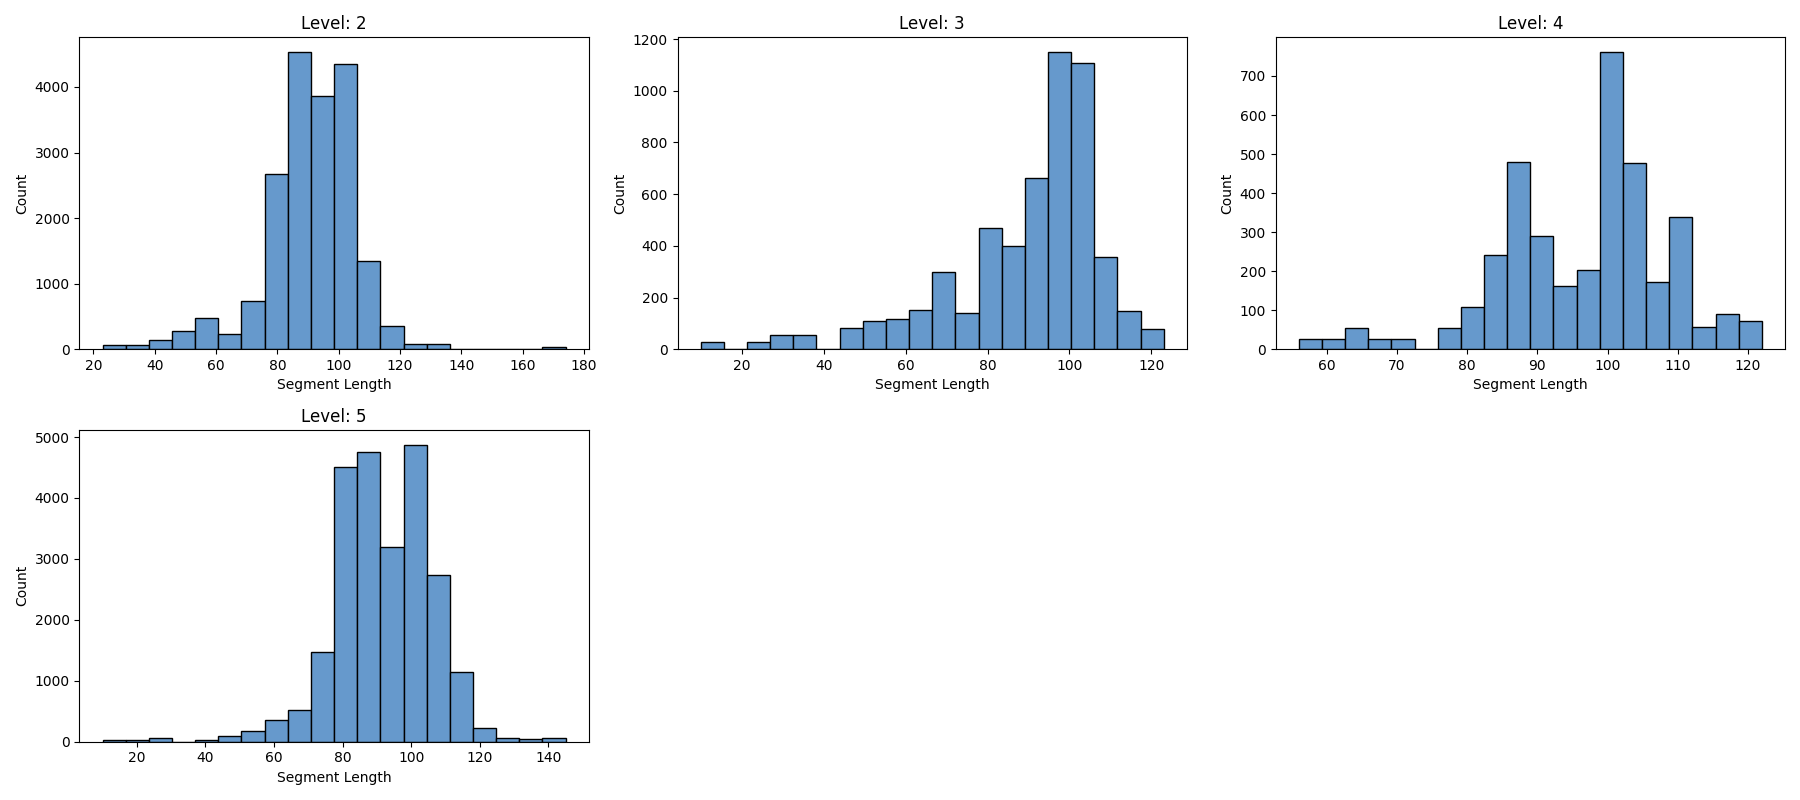 Level: 2
Count
4000
3000
2000
1000
0
20 40 60 80 100 120 140 160 180
Segment Length
Level: 3
Count
1200
1000
800
600
400
200
0
20 40 60 80 100 120
Segment Length
Level: 4
Count
700
600
500
400
300
200
100
0
60 70 80 90 100 110 120
Segment Length
Level: 5
Count
5000
4000
3000
2000
1000
0
20 40 60 80 100 120 140
Segment Length